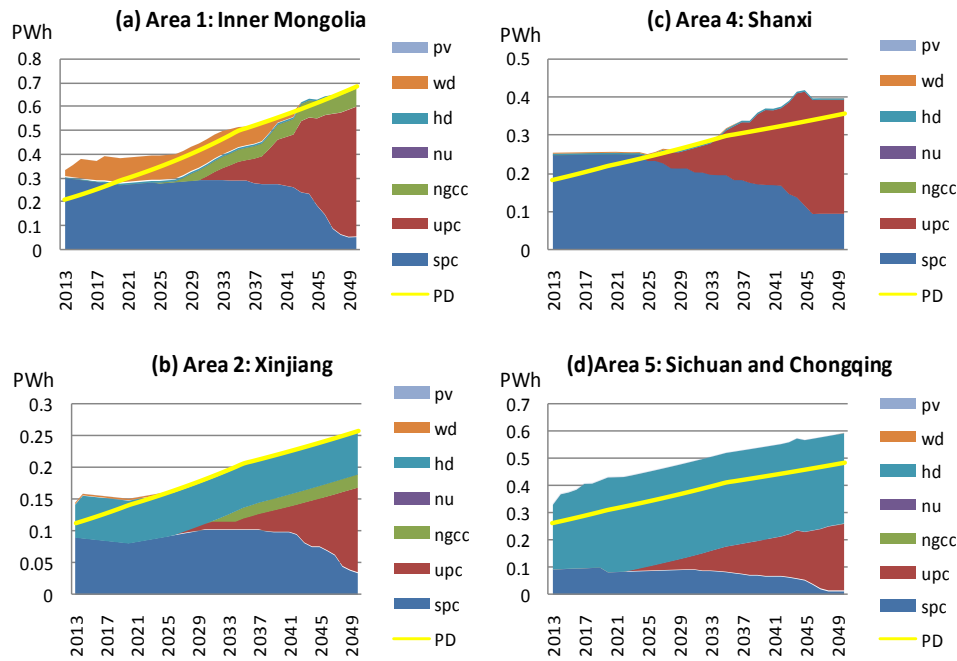 (a) Area 1: Inner Mongolia
PWh
0.8
0.7
0.6
0.5
0.4
0.3
0.2
0.1
0
2013
2017
2021
2025
2029
2033
2037
2041
2045
2049
pv
wd
hd
nu
ngcc
upc
spc
PD
(c) Area 4: Shanxi
PWh
0.5
0.4
0.3
0.2
0.1
0
2013
2017
2021
2025
2029
2033
2037
2041
2045
2049
pv
wd
hd
nu
ngcc
upc
spc
PD
(b) Area 2: Xinjiang
PWh
0.3
0.25
0.2
0.15
0.1
0.05
0
2013
2017
2021
2025
2029
2033
2037
2041
2045
2049
pv
wd
hd
nu
ngcc
upc
spc
PD
(d)Area 5: Sichuan and Chongqing
PWh
0.7
0.6
0.5
0.4
0.3
0.2
0.1
0
2013
2017
2021
2025
2029
2033
2037
2041
2045
2049
pv
wd
hd
nu
ngcc
upc
spc
PD